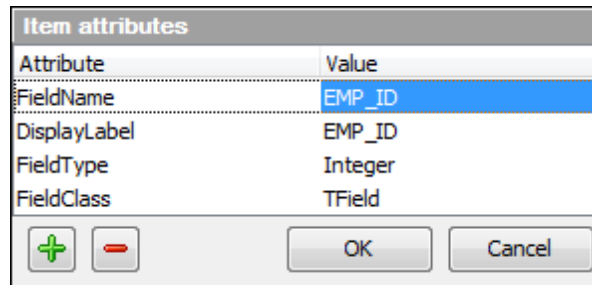 Item attributes
Attribute Value
FieldName EMP_ID
DisplayLabel EMP_ID
FieldType Integer
FieldClass TField
OK Cancel